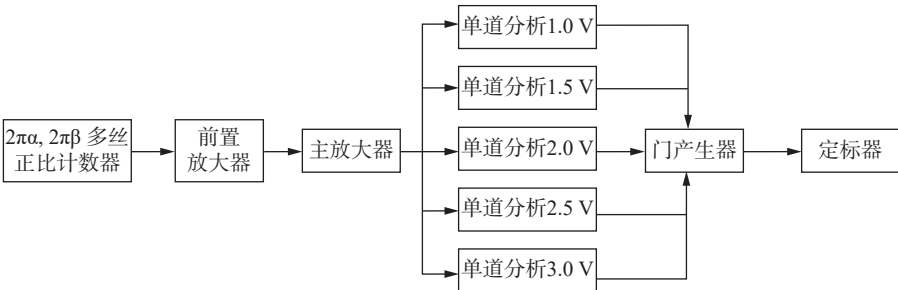 2πα, 2πβ 多丝
正比计数器
前置
放大器
主放大器
单道分析1.0 V
单道分析1.5 V
单道分析2.0 V
单道分析2.5 V
单道分析3.0 V
门产生器
定标器